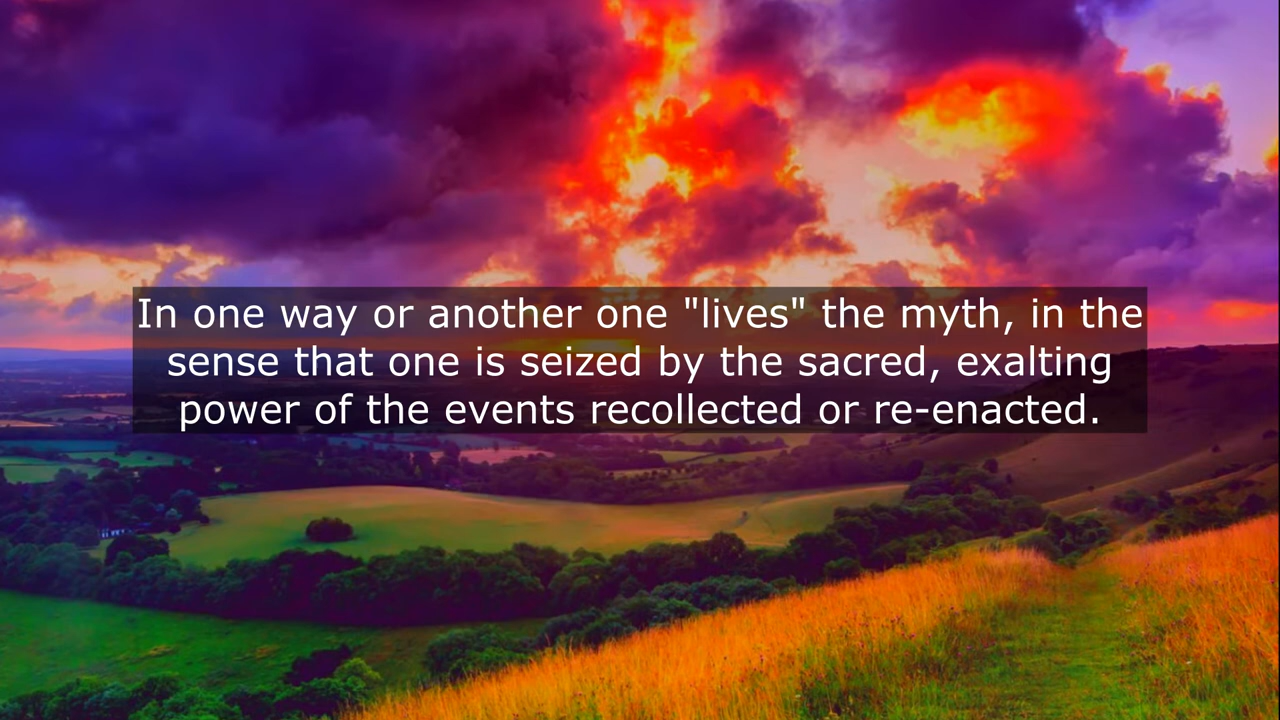 In one way or another one "lives" the myth, in the
sense that one is seized by the sacred, exalting
power of the events recollected or re-enacted.